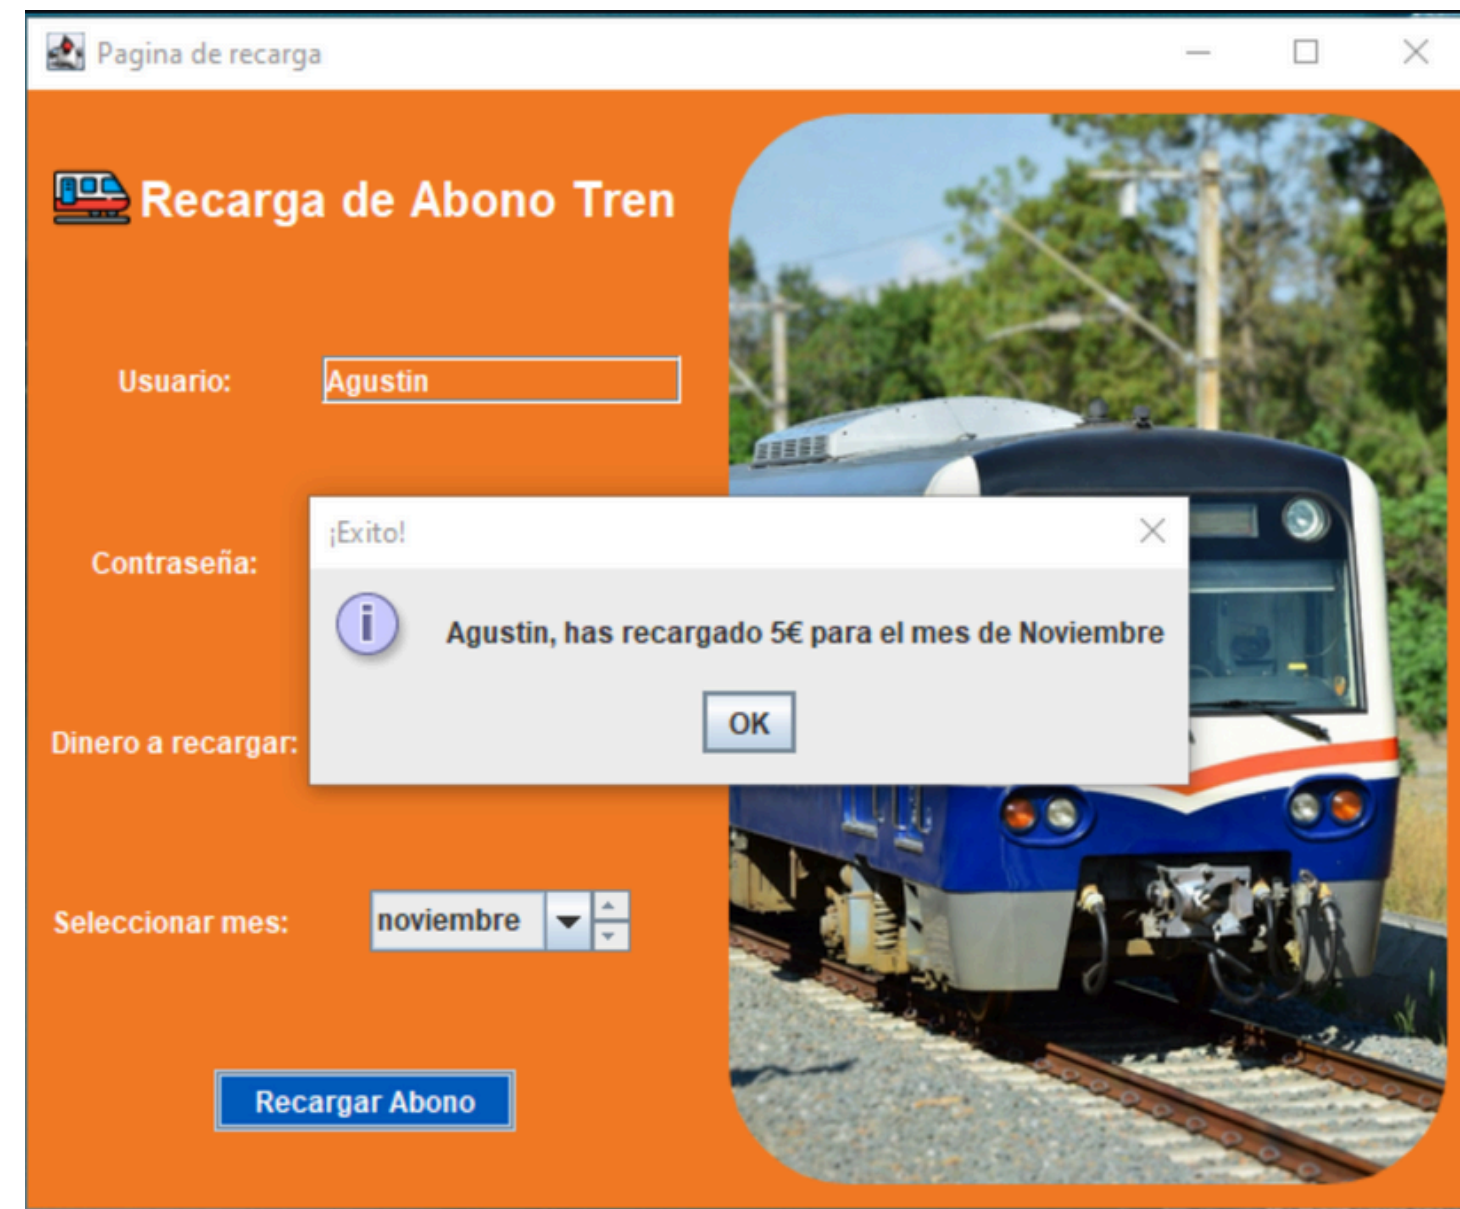 Pagina de recarga
Recarga de Abono Tren
Usuario: Agustin
¡Exito!
Contraseña:
Agustin, has recargado 5€ para el mes de Noviembre
OK
Dinero a recargar:
Seleccionar mes: noviembre
Recargar Abono